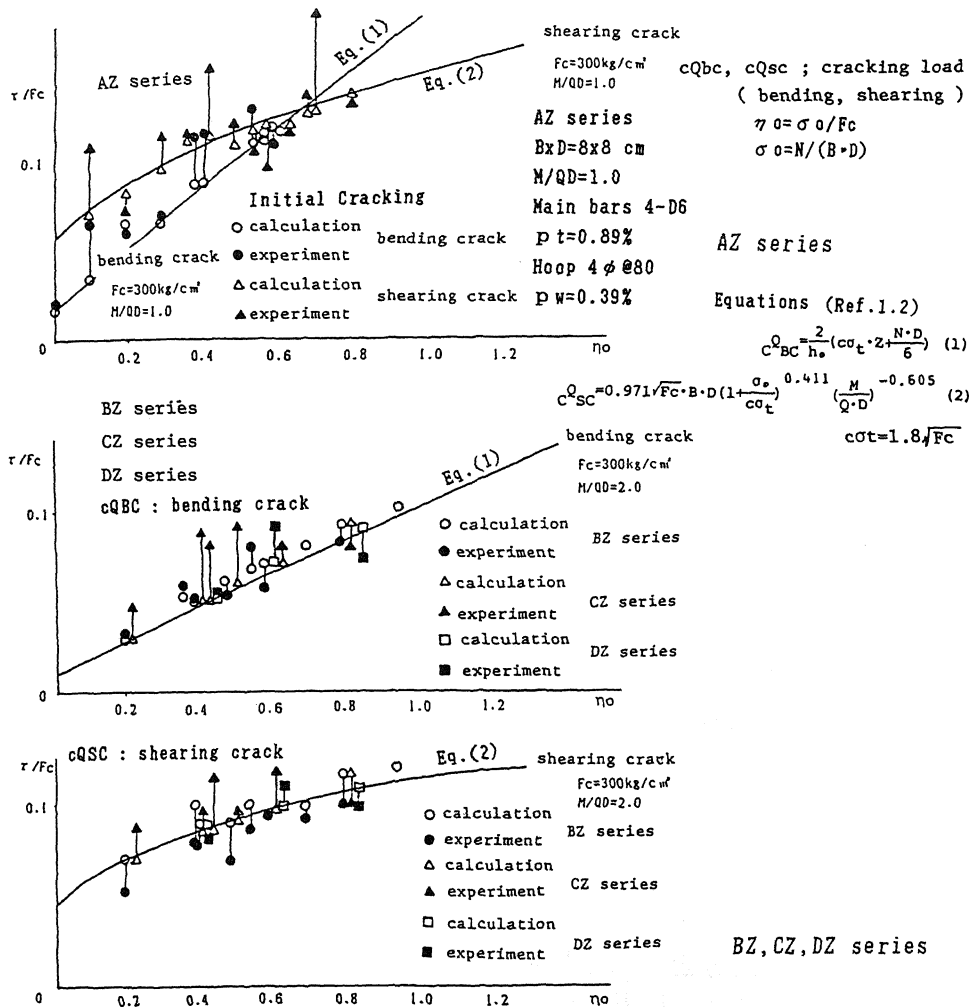 τ/Fc
AZ series
0.1
bending crack
Fc=300kg/cm²
M/QD=1.0
0
0.2
0.4
0.6
0.8
1.0
1.2
ηo
Eq.(1)
Eq.(2)
Initial Cracking
○ calculation
● experiment
bending crack
△ calculation
▲ experiment
shearing crack
shearing crack
Fc=300kg/cm²
M/QD=1.0
AZ series
BxD=8x8 cm
M/QD=1.0
Main bars 4-D6
pt=0.89%
Hoop 4φ@80
pw=0.39%
cQbc, cQsc ; cracking load
( bending, shearing )
ηo=σo/Fc
σo=N/(B·D)
AZ series
Equations (Ref.1.2)
cQBC=2/h₀(cσt·Z+N·D/6) (1)
cQSC=0.971√Fc·B·D(1+σ₀/cσt)^0.411(M/Q·D)^-0.605 (2)
cσt=1.8√Fc
BZ series
CZ series
DZ series
cQBC : bending crack
τ/Fc
0.1
0
0.2
0.4
0.6
0.8
1.0
1.2
ηo
Eq.(1)
bending crack
Fc=300kg/cm²
M/QD=2.0
○ calculation
● experiment
BZ series
△ calculation
▲ experiment
CZ series
□ calculation
■ experiment
DZ series
cQSC : shearing crack
τ/Fc
0.1
0
0.2
0.4
0.6
0.8
1.0
1.2
ηo
Eq.(2)
shearing crack
Fc=300kg/cm²
M/QD=2.0
○ calculation
● experiment
BZ series
△ calculation
▲ experiment
CZ series
□ calculation
■ experiment
DZ series
BZ,CZ,DZ series